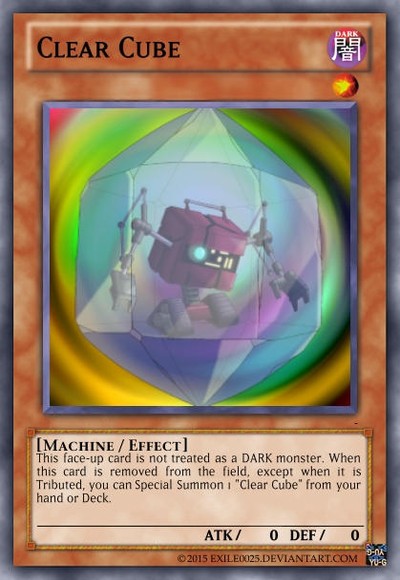 CLEAR CUBE
DARK
闇
[MACHINE / EFFECT]
This face-up card is not treated as a DARK monster. When
this card is removed from the field, except when it is
Tributed, you can Special Summon 1 "Clear Cube" from your
hand or Deck.
ATK / 0 DEF / 0
©2015 EXILE0025.DEVIANTART.COM